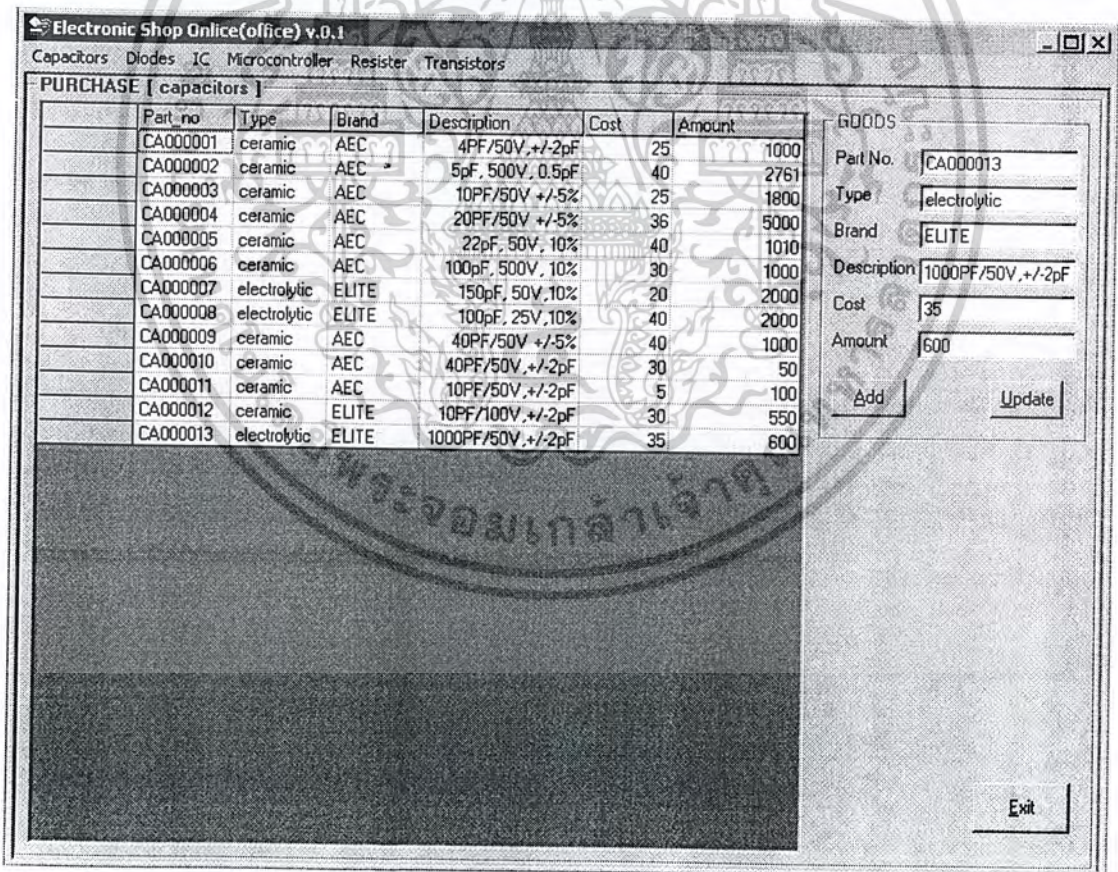 Electronic Shop Onlice(office) v.0.1
Capacitors Diodes IC Microcontroller Resister Transistors
PURCHASE [ capacitors ]
Part_no Type Brand Description Cost Amount
CA000001 ceramic AEC 4PF/50V,+/-2pF 25 1000
CA000002 ceramic AEC 5pF, 500V, 0.5pF 40 2761
CA000003 ceramic AEC 10PF/50V +/-5% 25 1800
CA000004 ceramic AEC 20PF/50V +/-5% 36 5000
CA000005 ceramic AEC 22pF, 50V, 10% 40 1010
CA000006 ceramic AEC 100pF, 500V, 10% 30 1000
CA000007 electrolytic ELITE 150pF, 50V,10% 20 2000
CA000008 electrolytic ELITE 100pF, 25V,10% 40 2000
CA000009 ceramic AEC 40PF/50V +/-5% 40 1000
CA000010 ceramic AEC 40PF/50V,+/-2pF 30 50
CA000011 ceramic AEC 10PF/50V,+/-2pF 5 100
CA000012 ceramic ELITE 10PF/100V,+/-2pF 30 550
CA000013 electrolytic ELITE 1000PF/50V,+/-2pF 35 600
GOODS
Part No. CA000013
Type electrolytic
Brand ELITE
Description 1000PF/50V,+/-2pF
Cost 35
Amount 600
Add Update
Exit